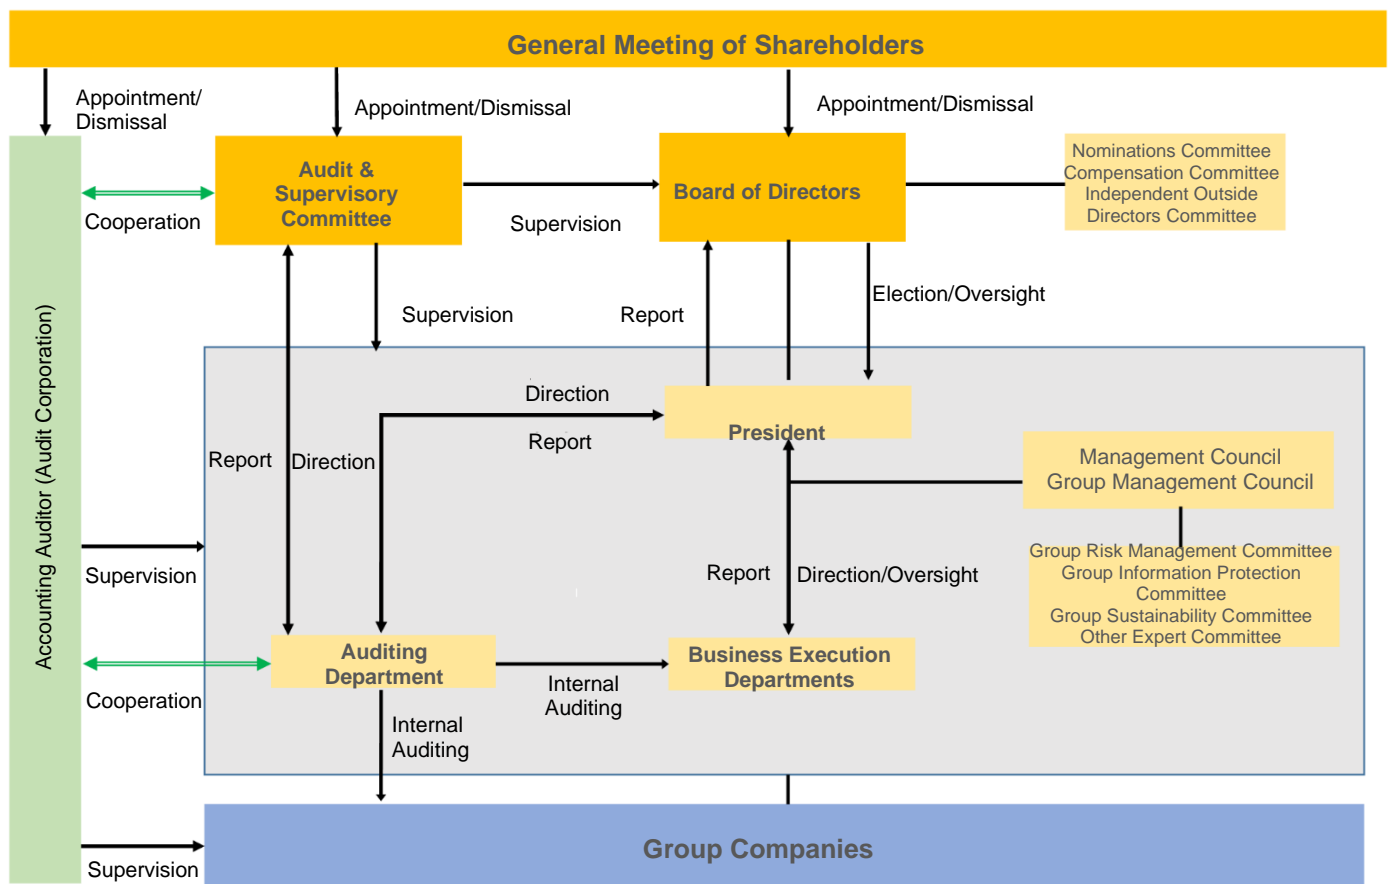 General Meeting of Shareholders
Appointment/
Dismissal
Appointment/Dismissal
Appointment/Dismissal
Audit &
Supervisory
Committee
Board of Directors
Nominations Committee
Compensation Committee
Independent Outside
Directors Committee
Cooperation
Supervision
Supervision
Report
Election/Oversight
Accounting Auditor (Audit Corporation)
Direction
Report
President
Report
Direction
Management Council
Group Management Council
Supervision
Report
Direction/Oversight
Group Risk Management Committee
Group Information Protection
Committee
Group Sustainability Committee
Other Expert Committee
Auditing
Department
Business Execution
Departments
Cooperation
Internal
Auditing
Internal
Auditing
Group Companies
Supervision